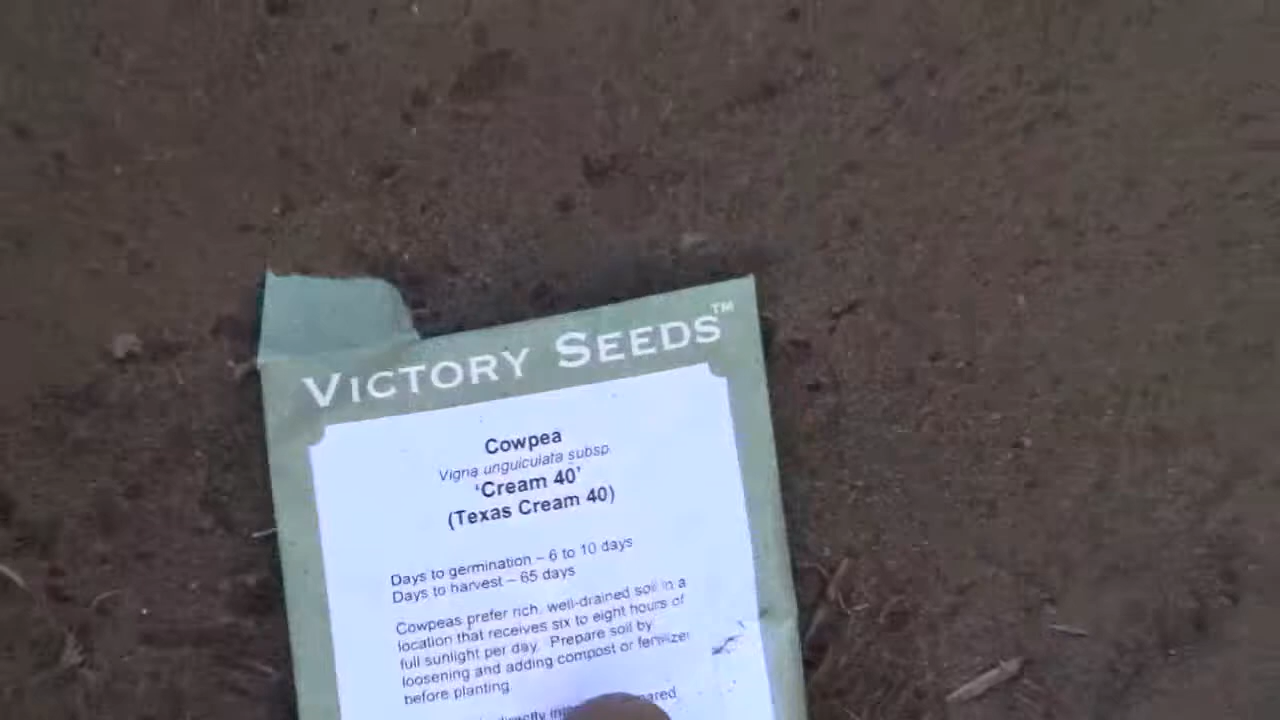 VICTORY SEEDS™
Cowpea
Vigna unguiculata subsp.
'Cream 40'
(Texas Cream 40)
Days to germination – 6 to 10 days
Days to harvest – 65 days
Cowpeas prefer rich, well-drained soil in a
location that receives six to eight hours of
full sunlight per day. Prepare soil by
loosening and adding compost or fertilizer
before planting.
directly